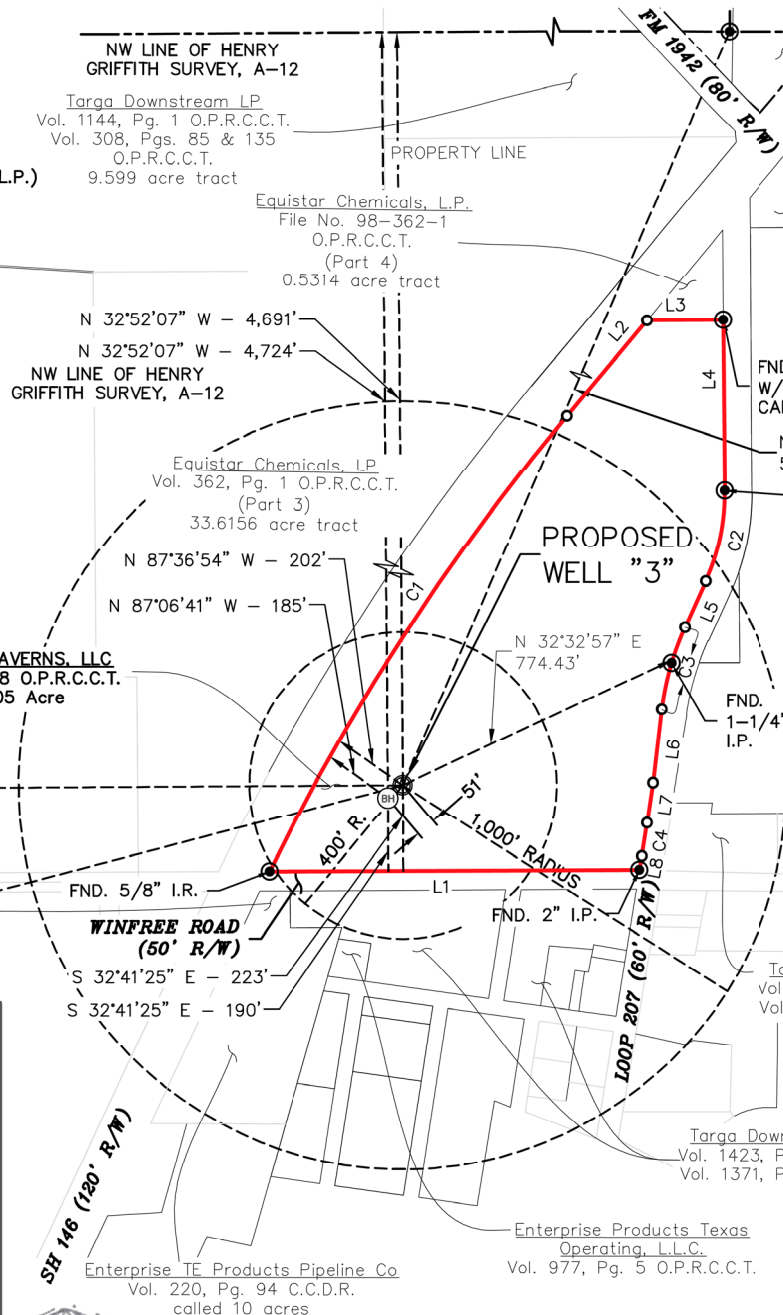 FM 1942 (80' R/W)
NW LINE OF HENRY
GRIFFITH SURVEY, A-12
Targa Downstream LP
Vol. 1144, Pg. 1 O.P.R.C.C.T.
Vol. 308, Pgs. 85 & 135
O.P.R.C.C.T.
9.599 acre tract
L.P.)
PROPERTY LINE
Equistar Chemicals, L.P.
File No. 98-362-1
O.P.R.C.C.T.
(Part 4)
0.5314 acre tract
N 32°52'07" W - 4,691'
N 32°52'07" W - 4,724'
NW LINE OF HENRY
GRIFFITH SURVEY, A-12
L2
L3
L4
FND
W/
CA
N
5
Equistar Chemicals, LP
Vol. 362, Pg. 1 O.P.R.C.C.T.
(Part 3)
33.6156 acre tract
PROPOSED
WELL "3"
C2
N 87°36'54" W - 202'
C1
L5
N 87°06'41" W - 185'
N 32°32'57" E
774.43'
C3
AVERNS, LLC
8 O.P.R.C.C.T.
05 Acre
FND.
1-1/4"
I.P.
L6
BH
51'
L7
400' R.
1,000' RADIUS
C4
L8
FND. 5/8" I.R.
L1
FND. 2" I.P.
WINFREE ROAD
(50' R/W)
S 32°41'25" E - 223'
S 32°41'25" E - 190'
LOOP 207 (60' R/W)
Ta
Vol
Vol
SH 146 (120' R/W)
Targa Dow
Vol. 1423, P
Vol. 1371, P
Enterprise Products Texas
Operating, L.L.C.
Vol. 977, Pg. 5 O.P.R.C.C.T.
Enterprise TE Products Pipeline Co
Vol. 220, Pg. 94 C.C.D.R.
called 10 acres